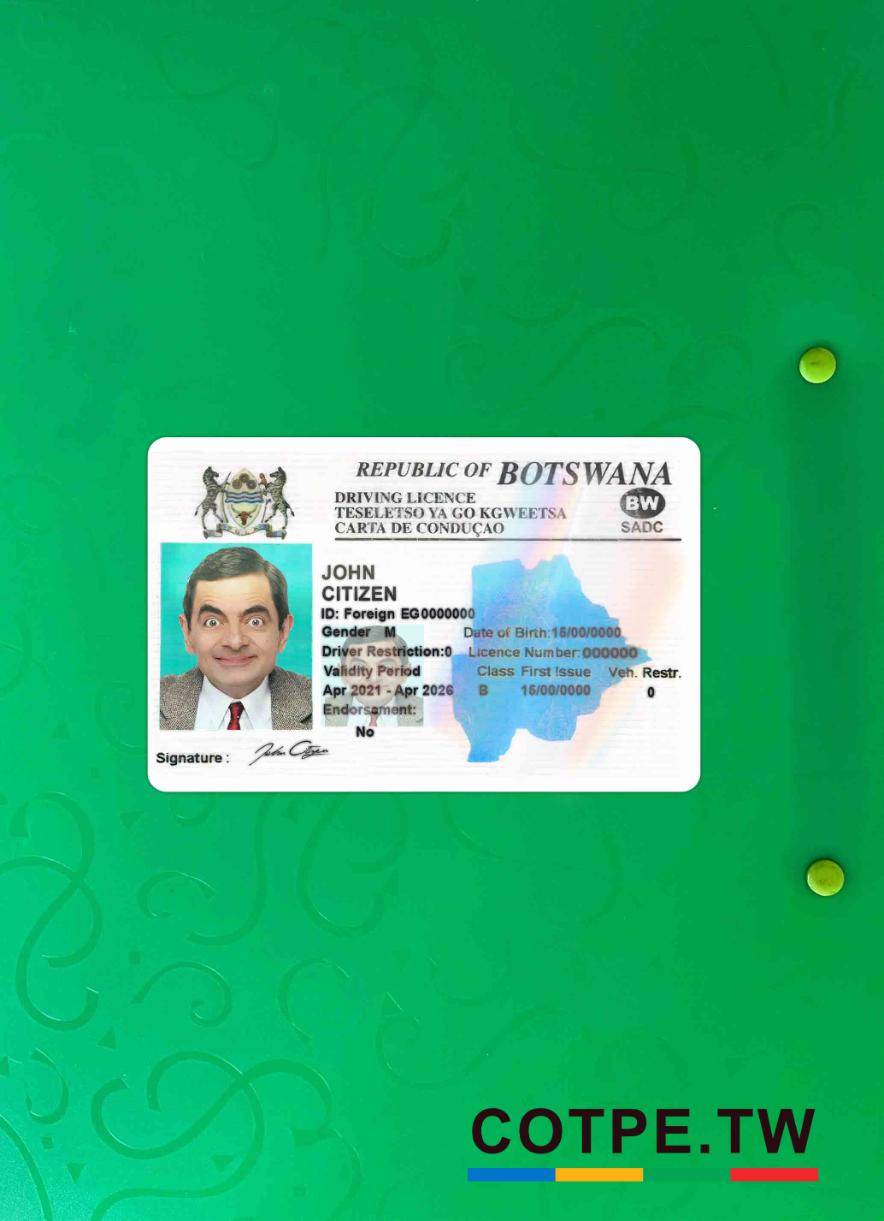 REPUBLIC OF BOTSWANA
DRIVING LICENCE
TESELETSO YA GO KGWEETSA
CARTA DE CONDUÇAO
BW
SADC
JOHN
CITIZEN
ID: Foreign EG0000000
Gender M Date of Birth:15/00/0000
Driver Restriction:0 Licence Number:000000
Validity Period Class First Issue Veh. Restr.
Apr 2021 - Apr 2026 B 15/00/0000 0
Endorsament:
No
Signature : John Citizen
COTPE.TW